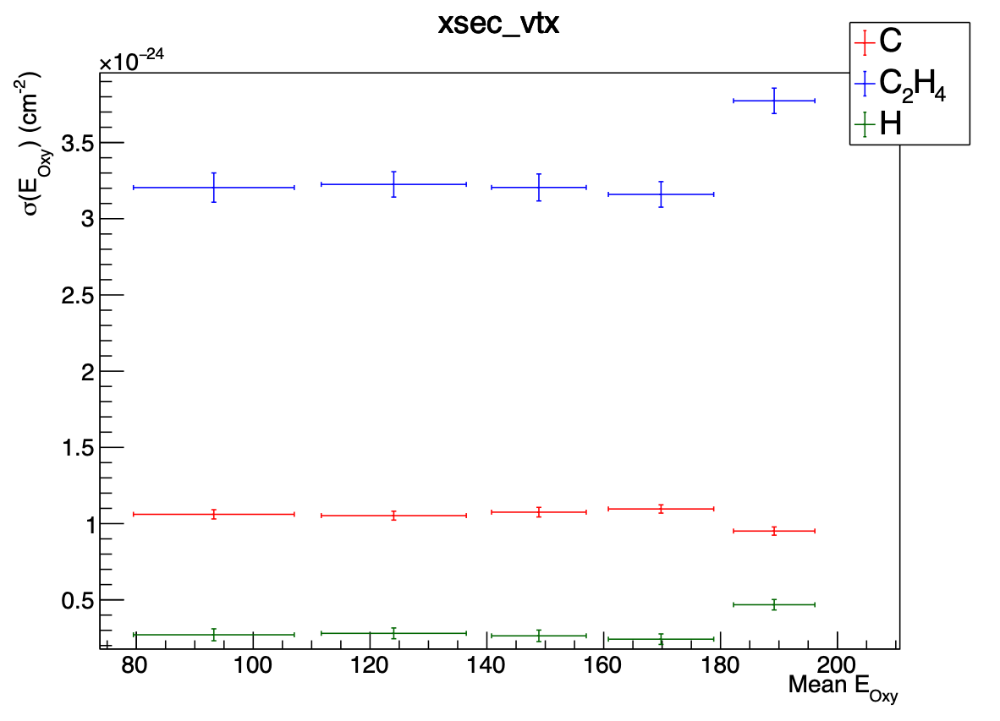 xsec_vtx
×10⁻²⁴
σ(E_Oxy) (cm⁻²)
C
C₂H₄
H
3.5
3
2.5
2
1.5
1
0.5
80 100 120 140 160 180 200
Mean E_Oxy